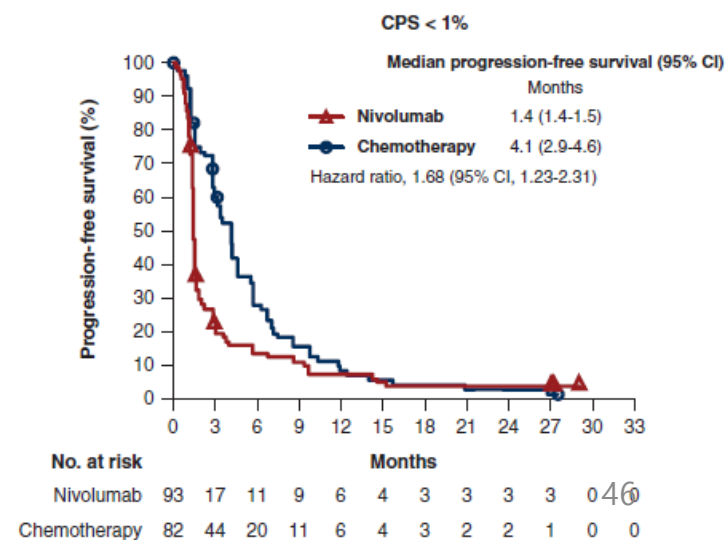 CPS < 1%
Median progression-free survival (95% CI)
Months
Nivolumab 1.4 (1.4-1.5)
Chemotherapy 4.1 (2.9-4.6)
Hazard ratio, 1.68 (95% CI, 1.23-2.31)
Progression-free survival (%)
100
90
80
70
60
50
40
30
20
10
0
0 3 6 9 12 15 18 21 24 27 30 33
No. at risk Months
Nivolumab 93 17 11 9 6 4 3 3 3 3 0 0
46
Chemotherapy 82 44 20 11 6 4 3 2 2 1 0 0